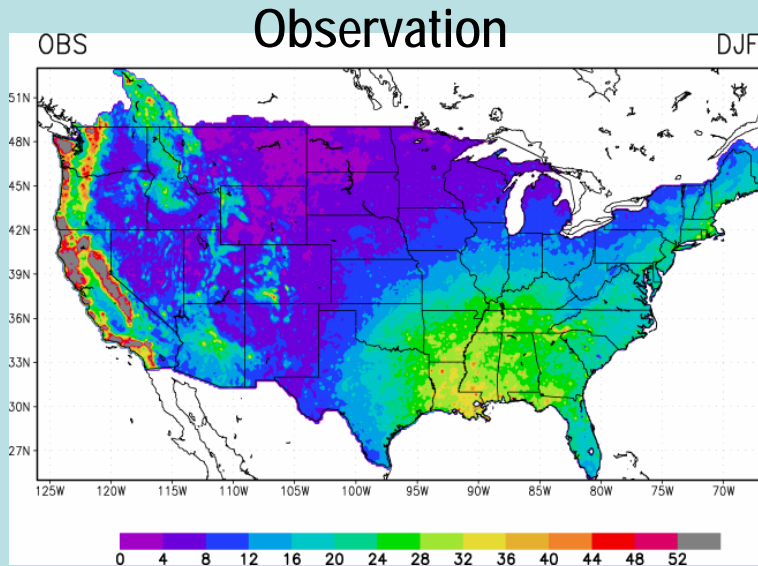 Observation
OBS DJF
51N
48N
45N
42N
39N
36N
33N
30N
27N
125W 120W 115W 110W 105W 100W 95W 90W 85W 80W 75W 70W
0 4 8 12 16 20 24 28 32 36 40 44 48 52